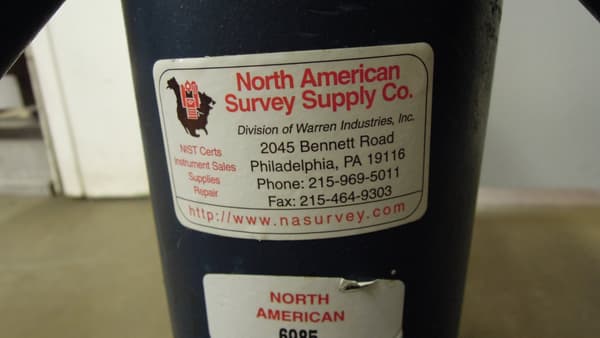 North American
Survey Supply Co.
Division of Warren Industries, Inc.
2045 Bennett Road
Philadelphia, PA 19116
Phone: 215-969-5011
Fax: 215-464-9303
NIST Certs
Instrument Sales
Supplies
Repair
http://www.nasurvey.com
NORTH
AMERICAN
6085